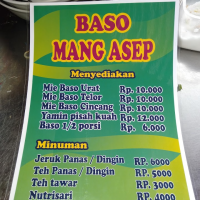 BASO
MANG ASEP
Menyediakan
Mie Baso Urat Rp. 10.000
Mie Baso Telor Rp. 10.000
Mie Baso Cincang Rp. 10.000
Yamin pisah kuah Rp. 12.000
Baso 1/2 porsi Rp. 6.000
Minuman
Jeruk Panas / Dingin Rp. 6000
Teh Panas / Dingin Rp. 5000
Teh tawar Rp. 3000
Nutrisari Rp. 4000